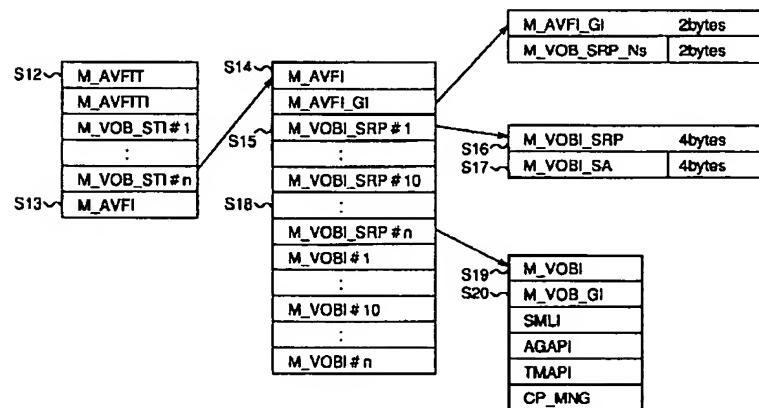 S12
M_AVFIT
M_AVFITI
M_VOB_STI#1
:
M_VOB_STI#n
S13
M_AVFI
S14
M_AVFI
M_AVFI_GI
S15
M_VOBI_SRP#1
:
M_VOBI_SRP#10
S18
:
M_VOBI_SRP#n
M_VOBI#1
:
M_VOBI#10
:
M_VOBI#n
M_AVFI_GI 2bytes
M_VOB_SRP_Ns 2bytes
M_VOBI_SRP 4bytes
S16
S17
M_VOBI_SA 4bytes
S19
M_VOBI
S20
M_VOB_GI
SMLI
AGAPI
TMAPI
CP_MNG